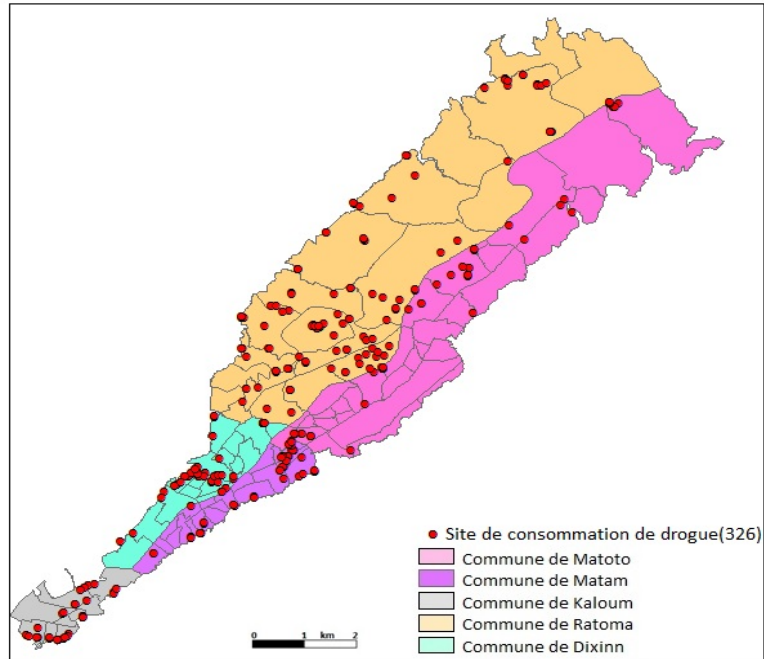 Site de consommation de drogue(326)
Commune de Matoto
Commune de Matam
Commune de Kaloum
Commune de Ratoma
Commune de Dixinn
0 1 km 2